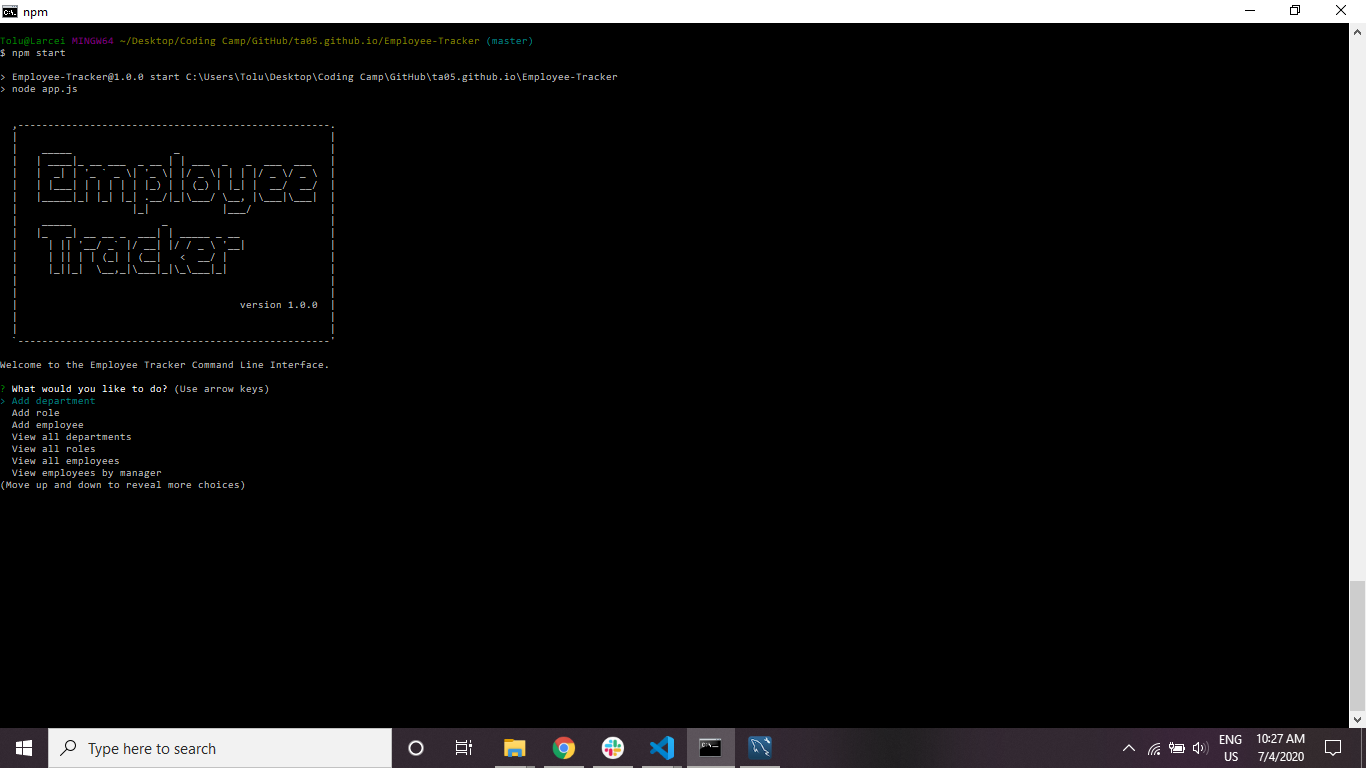 npm
Tolu@Larcei MINGW64 ~/Desktop/Coding Camp/GitHub/ta05.github.io/Employee-Tracker (master)
$ npm start
> Employee-Tracker@1.0.0 start C:\Users\Tolu\Desktop\Coding Camp\GitHub\ta05.github.io\Employee-Tracker
> node app.js
Employee
Tracker
version 1.0.0
Welcome to the Employee Tracker Command Line Interface.
? What would you like to do? (Use arrow keys)
> Add department
Add role
Add employee
View all departments
View all roles
View all employees
View employees by manager
(Move up and down to reveal more choices)
Type here to search
ENG
US
10:27 AM
7/4/2020